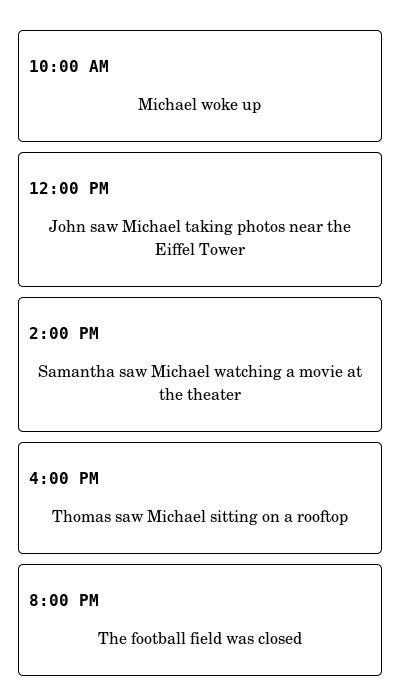 10:00 AM
Michael woke up
12:00 PM
John saw Michael taking photos near the
Eiffel Tower
2:00 PM
Samantha saw Michael watching a movie at
the theater
4:00 PM
Thomas saw Michael sitting on a rooftop
8:00 PM
The football field was closed